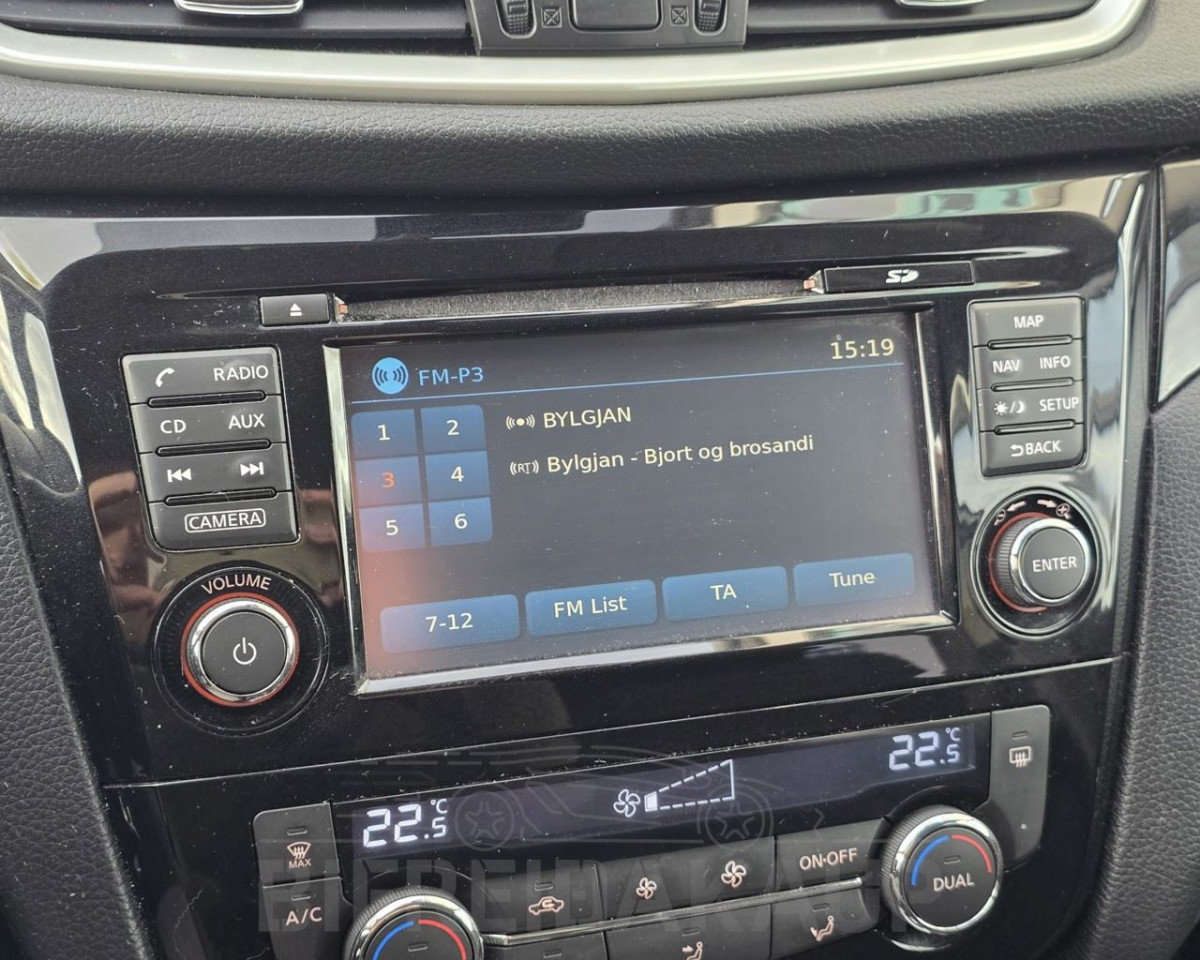 SD
MAP
RADIO
15:19
FM-P3
NAV INFO
CD AUX
1 2
((•)) BYLGJAN
SETUP
3 4
(RT) Bylgjan - Bjort og brosandi
BACK
CAMERA
5 6
VOLUME
ENTER
7-12 FM List TA Tune
22.5°C
22.5°C
MAX
ON·OFF
DUAL
A/C